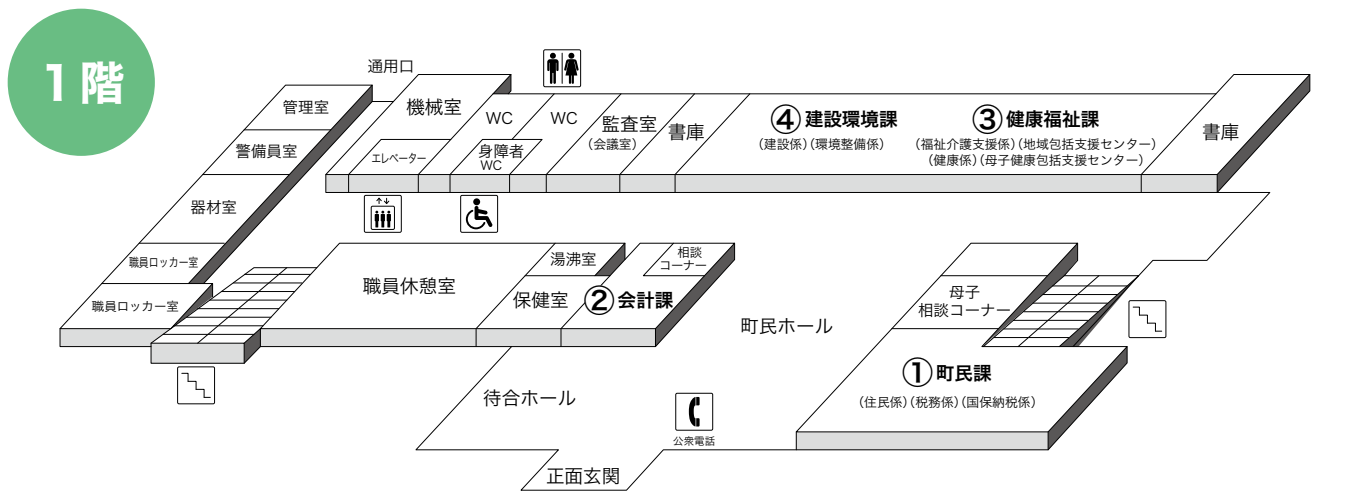 1階
通用口
管理室
機械室
WC
WC
監査室
(会議室)
書庫
④建設環境課
(建設係)(環境整備係)
③健康福祉課
(福祉介護支援係)(地域包括支援センター)
(健康係)(母子健康包括支援センター)
書庫
警備員室
エレベーター
身障者
WC
器材室
職員ロッカー室
職員ロッカー室
職員休憩室
湯沸室
相談
コーナー
保健室
②会計課
母子
相談コーナー
町民ホール
①町民課
(住民係)(税務係)(国保納税係)
待合ホール
公衆電話
正面玄関